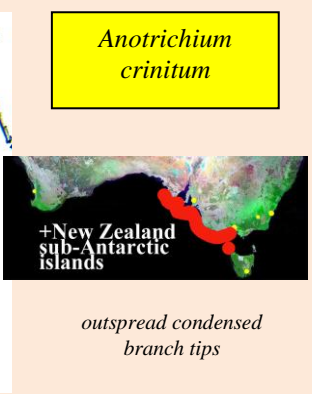 Anotrichium
crinitum
+New Zealand
sub-Antarctic
islands
outspread condensed
branch tips